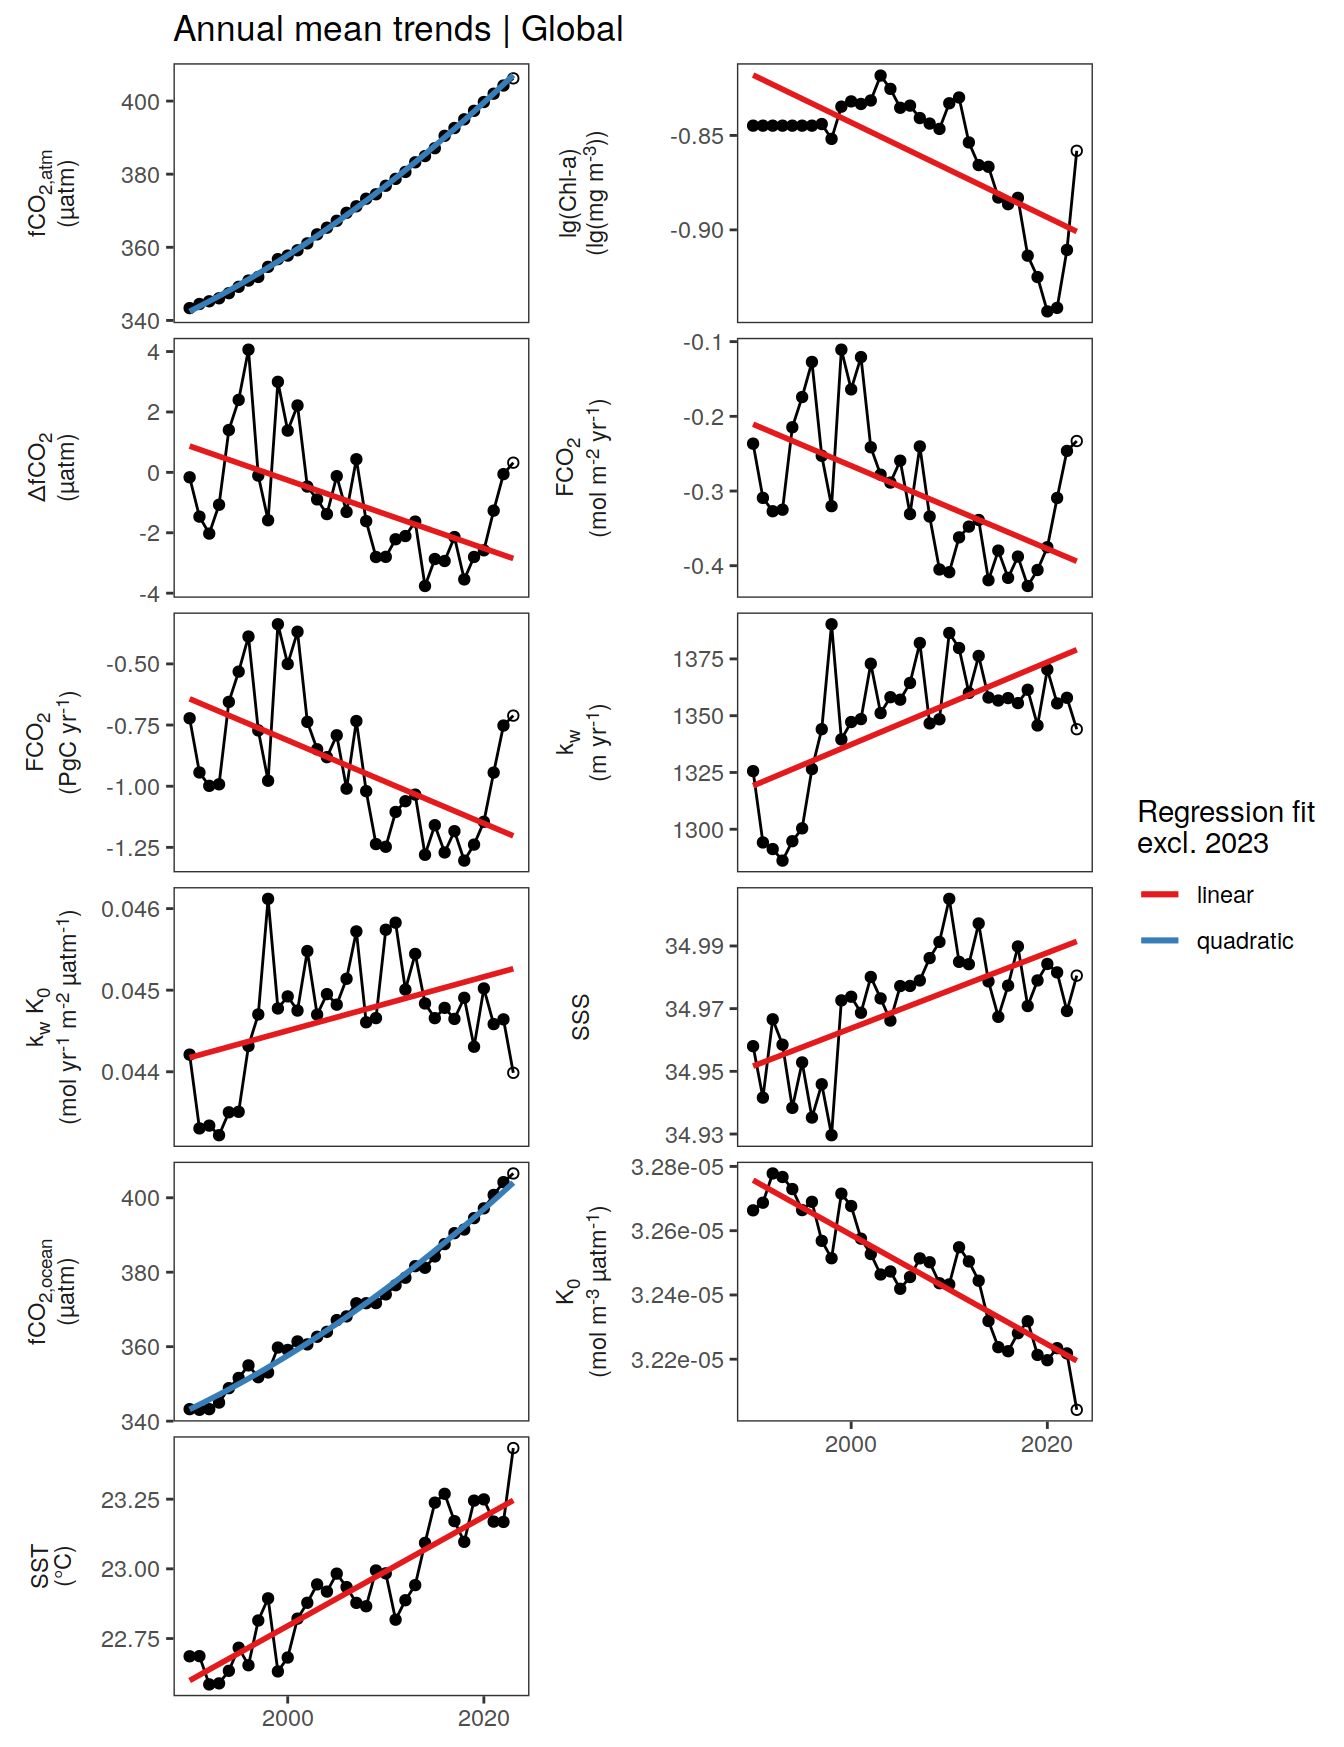 Annual mean trends | Global
fCO2,atm
(µatm)
400
380
360
340
lg(Chl-a)
(lg(mg m-3))
-0.85
-0.90
ΔfCO2
(µatm)
4
2
0
-2
-4
FCO2
(mol m-2 yr-1)
-0.1
-0.2
-0.3
-0.4
FCO2
(PgC yr-1)
-0.50
-0.75
-1.00
-1.25
kw
(m yr-1)
1375
1350
1325
1300
kw K0
(mol yr-1 m-2 µatm-1)
0.046
0.045
0.044
SSS
34.99
34.97
34.95
34.93
fCO2,ocean
(µatm)
400
380
360
340
K0
(mol m-3 µatm-1)
3.28e-05
3.26e-05
3.24e-05
3.22e-05
2000
2020
SST
(°C)
23.25
23.00
22.75
2000
2020
Regression fit
excl. 2023
linear
quadratic